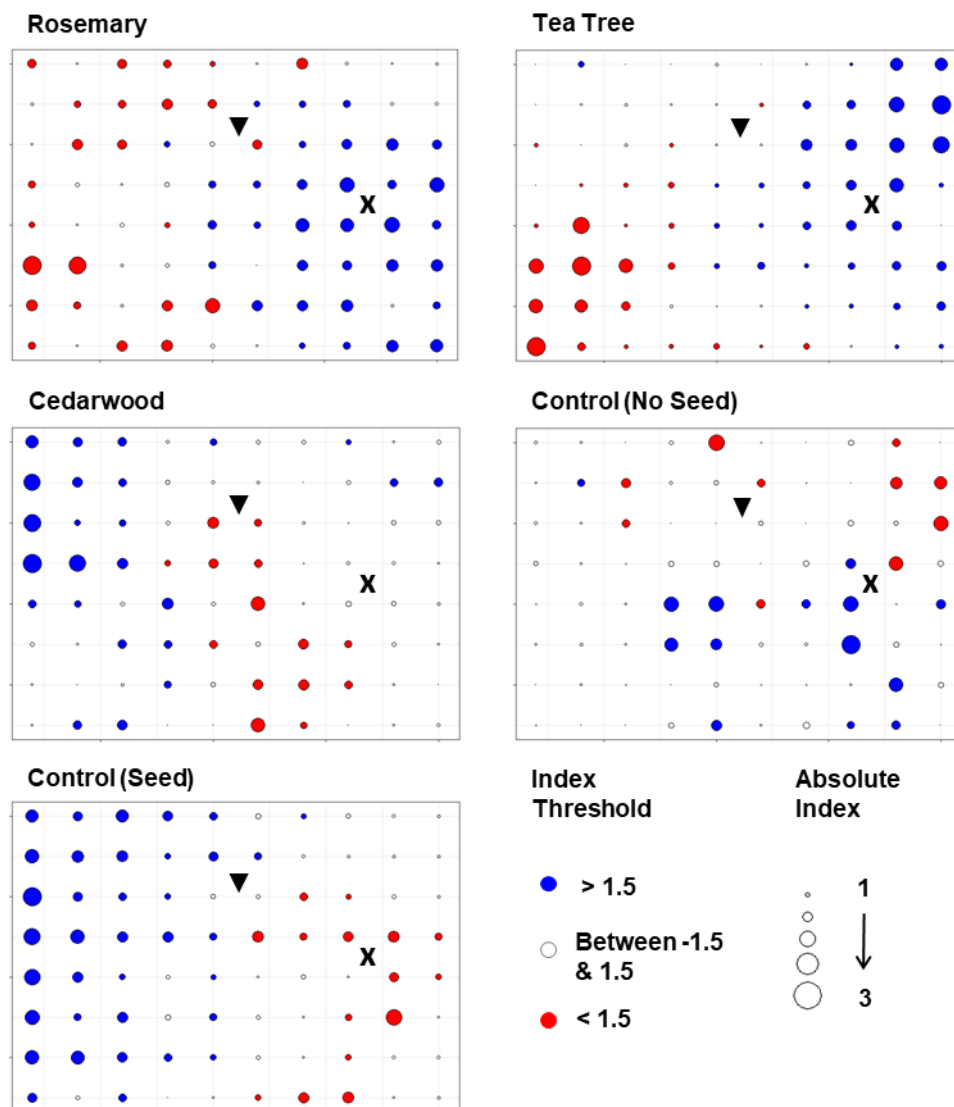 Rosemary
Tea Tree
X
X
Cedarwood
Control (No Seed)
X
X
Control (Seed)
X
Index
Threshold
Absolute
Index
> 1.5
1
Between -1.5
& 1.5
3
< 1.5